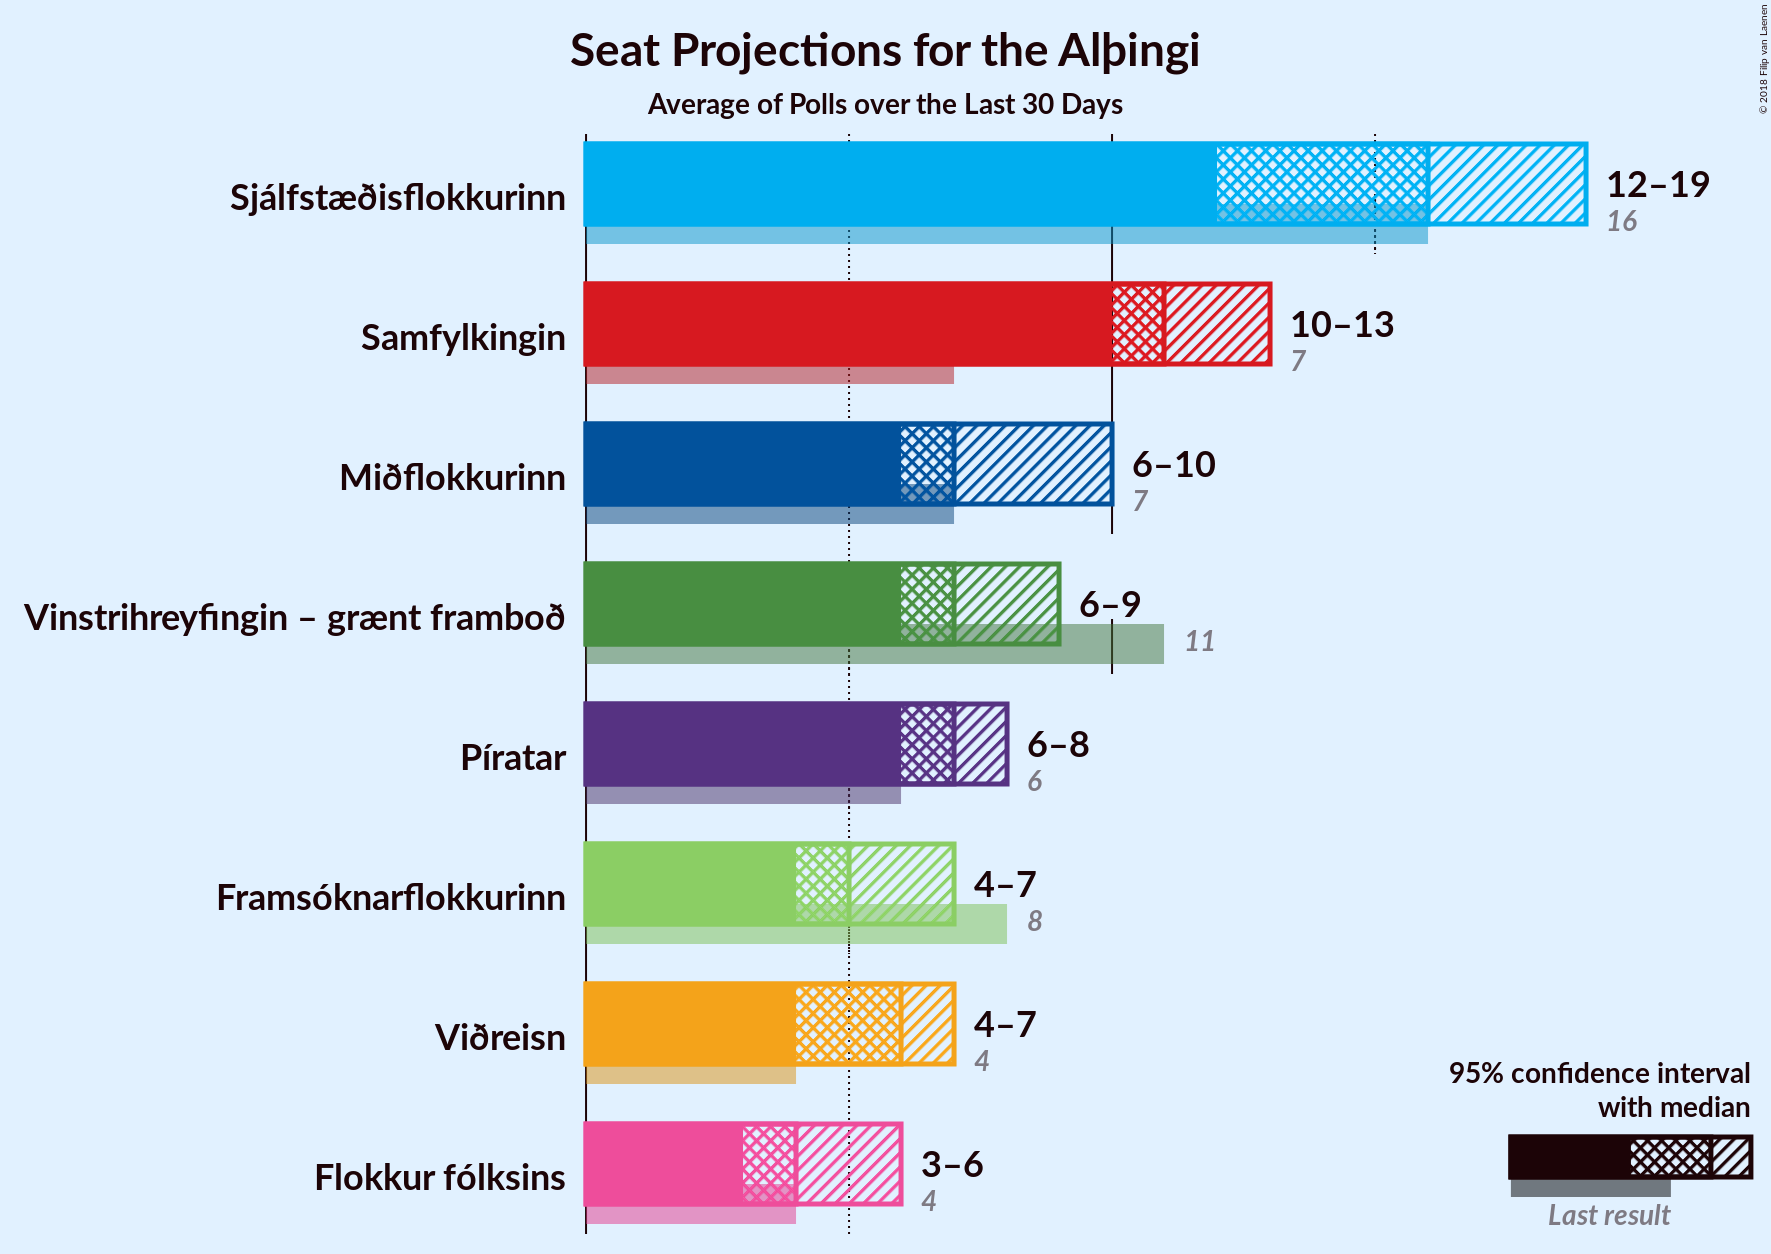 Seat Projections for the Alþingi
Average of Polls over the Last 30 Days
© 2018 Filip van Laenen
Sjálfstæðisflokkurinn
12–19
16
Samfylkingin
10–13
7
Miðflokkurinn
6–10
7
Vinstrihreyfingin – grænt framboð
6–9
11
Píratar
6–8
6
Framsóknarflokkurinn
4–7
8
Viðreisn
4–7
4
Flokkur fólksins
3–6
4
95% confidence interval
with median
Last result